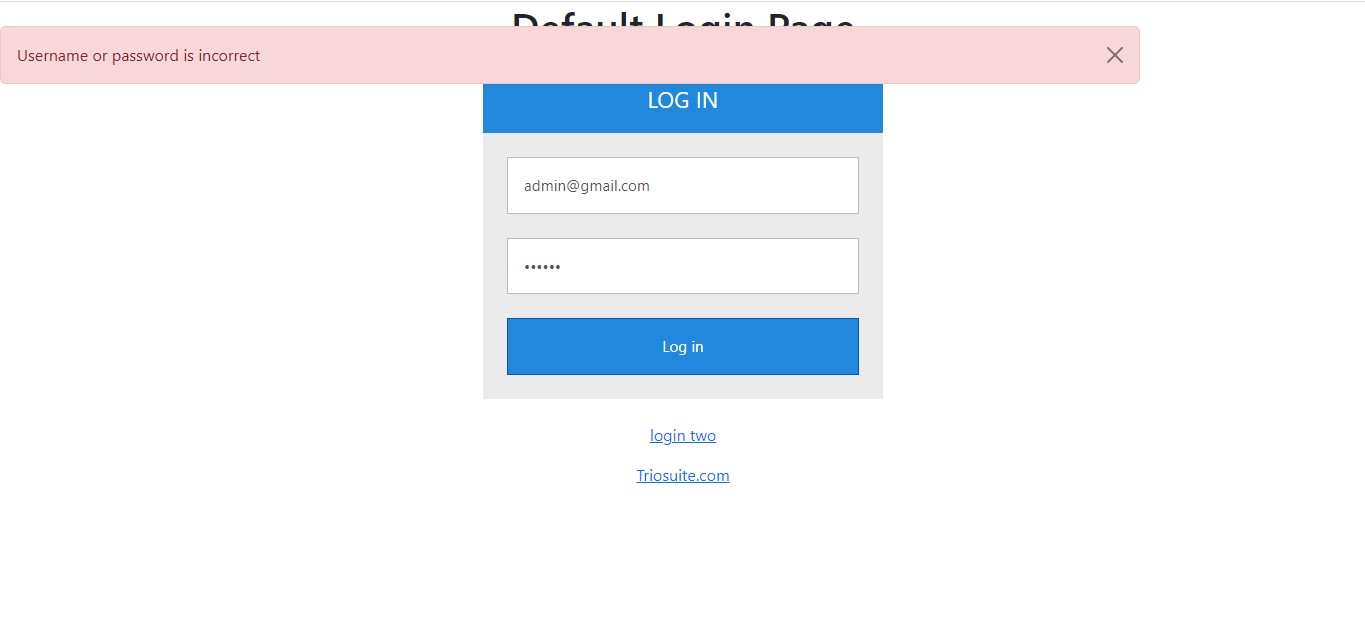 Default Login Page
Username or password is incorrect
LOG IN
admin@gmail.com
••••••
Log in
login two
Triosuite.com